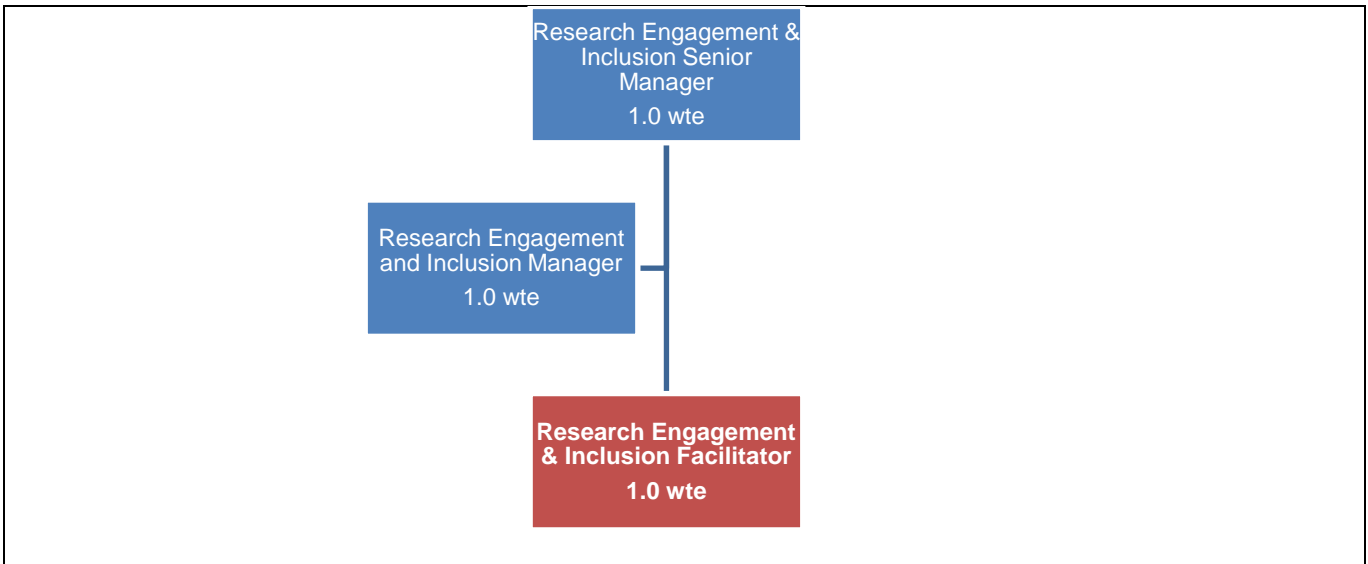 Research Engagement &
Inclusion Senior
Manager
1.0 wte
Research Engagement
and Inclusion Manager
1.0 wte
Research Engagement
& Inclusion Facilitator
1.0 wte